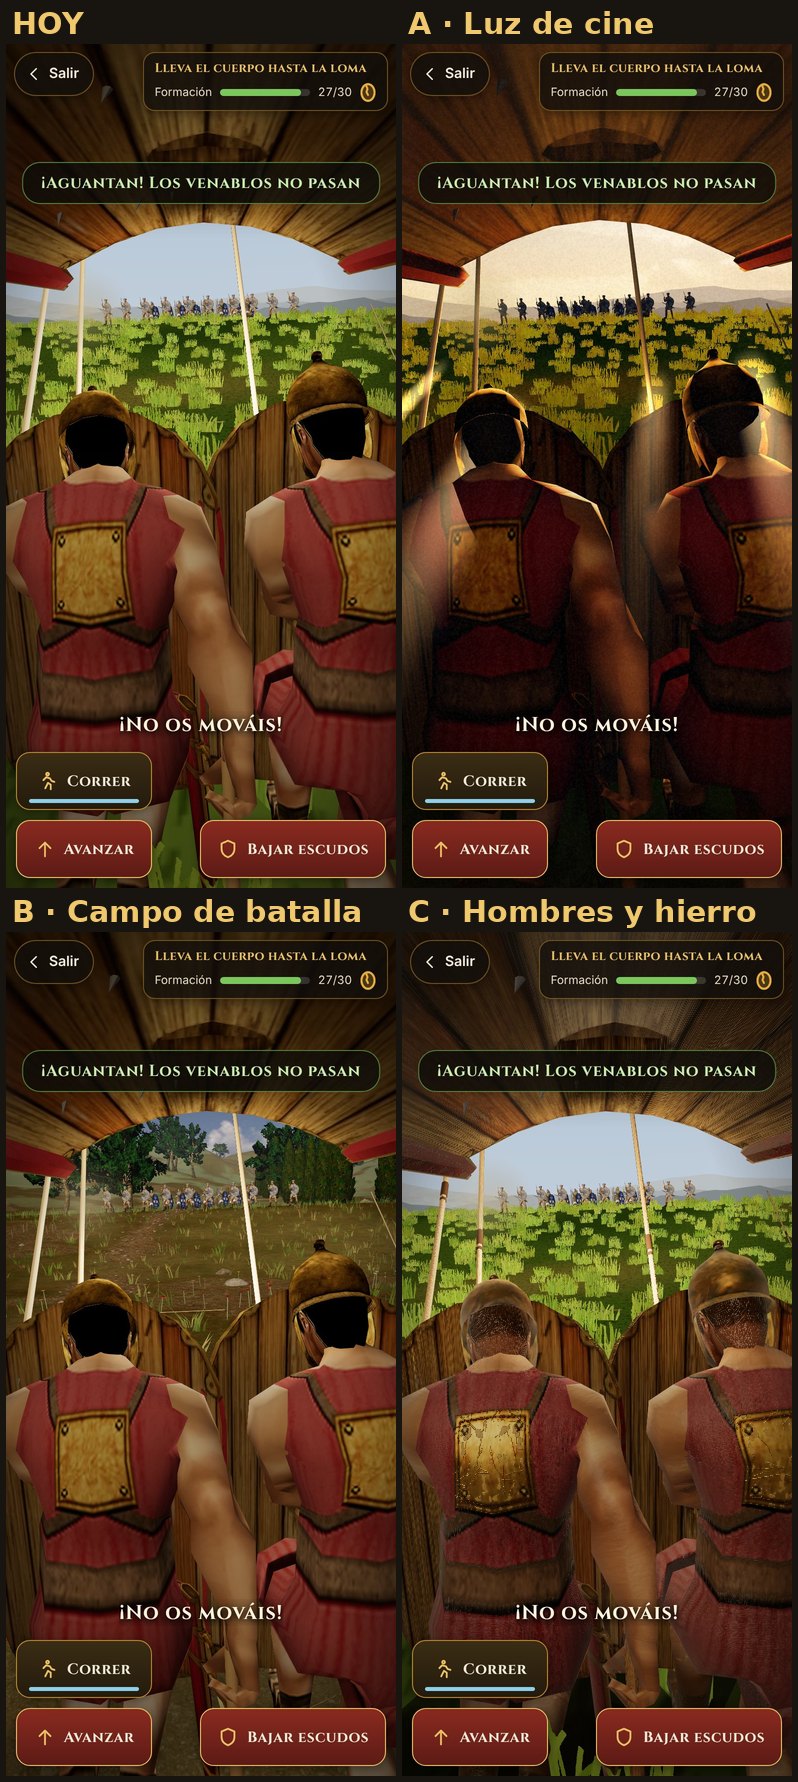 HOY
Salir
Lleva el cuerpo hasta la loma
Formación 27/30
¡Aguantan! Los venablos no pasan
¡No os mováis!
Correr
Avanzar
Bajar escudos
A · Luz de cine
Salir
Lleva el cuerpo hasta la loma
Formación 27/30
¡Aguantan! Los venablos no pasan
¡No os mováis!
Correr
Avanzar
Bajar escudos
B · Campo de batalla
Salir
Lleva el cuerpo hasta la loma
Formación 27/30
¡Aguantan! Los venablos no pasan
¡No os mováis!
Correr
Avanzar
Bajar escudos
C · Hombres y hierro
Salir
Lleva el cuerpo hasta la loma
Formación 27/30
¡Aguantan! Los venablos no pasan
¡No os mováis!
Correr
Avanzar
Bajar escudos